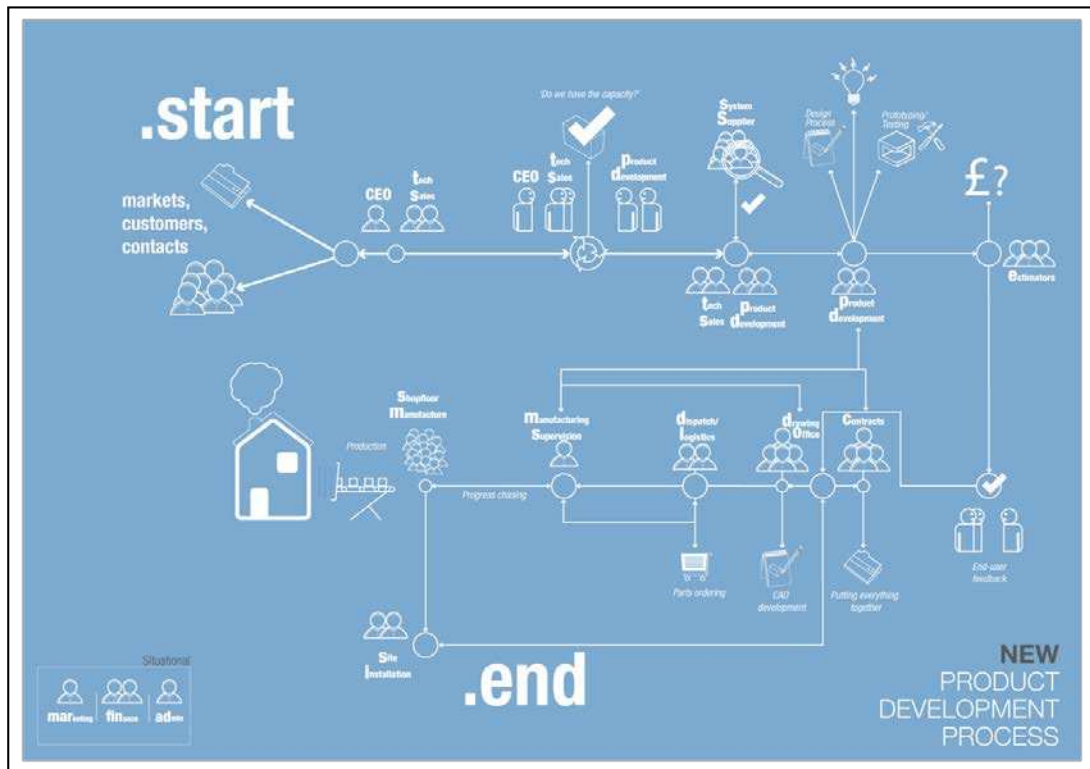 .start
markets,
customers,
contacts
CEO
tech
Sales
'Do we have the capacity?'
CEO
tech
Sales
product
development
System
Supplier
tech
Sales
product
development
Design
Process
Prototyping/
Testing
product
development
£?
estimators
Production
Shopfloor
manufacture
Progress chasing
manufacturing
Supervision
dispatch/
logistics
drawing
Office
Contracts
Parts ordering
CAD
development
Putting everything
together
End-user
feedback
Site
Installation
.end
Situational
marketing
finance
admin
NEW
PRODUCT
DEVELOPMENT
PROCESS